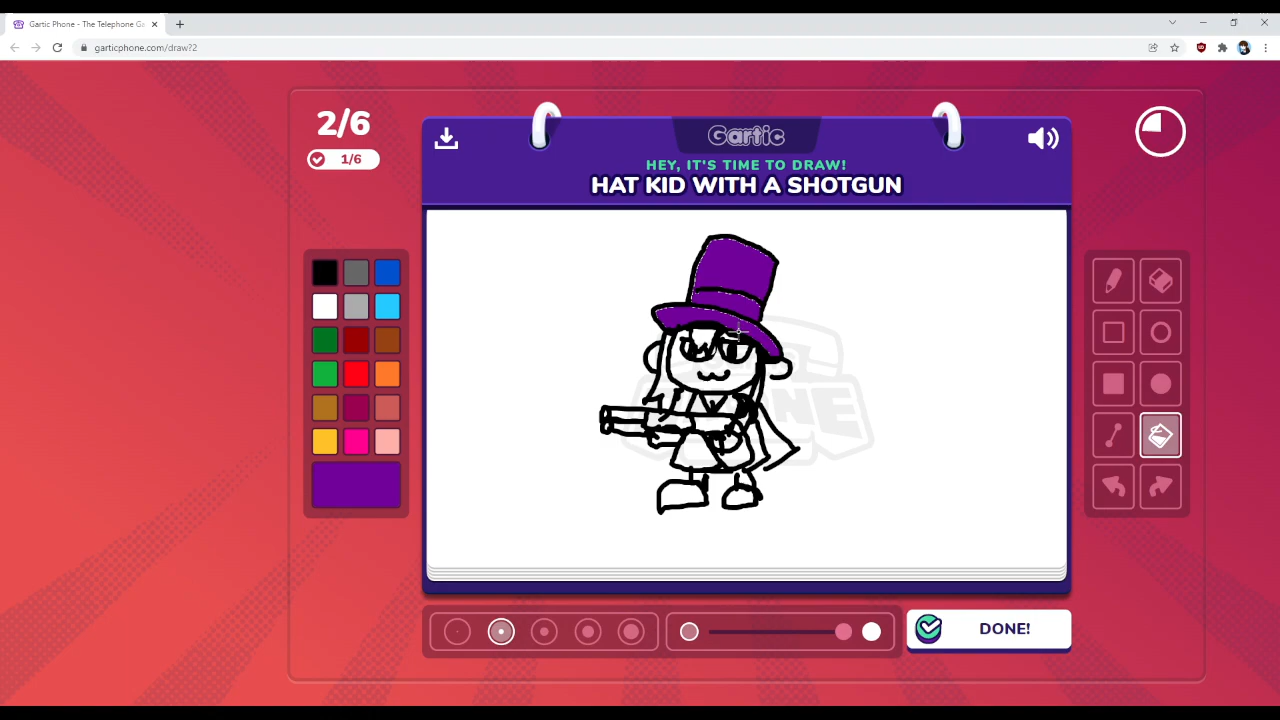 Gartic Phone - The Telephone Ga
garticphone.com/draw?2
2/6
1/6
Gartic
HEY, IT'S TIME TO DRAW!
HAT KID WITH A SHOTGUN
DONE!